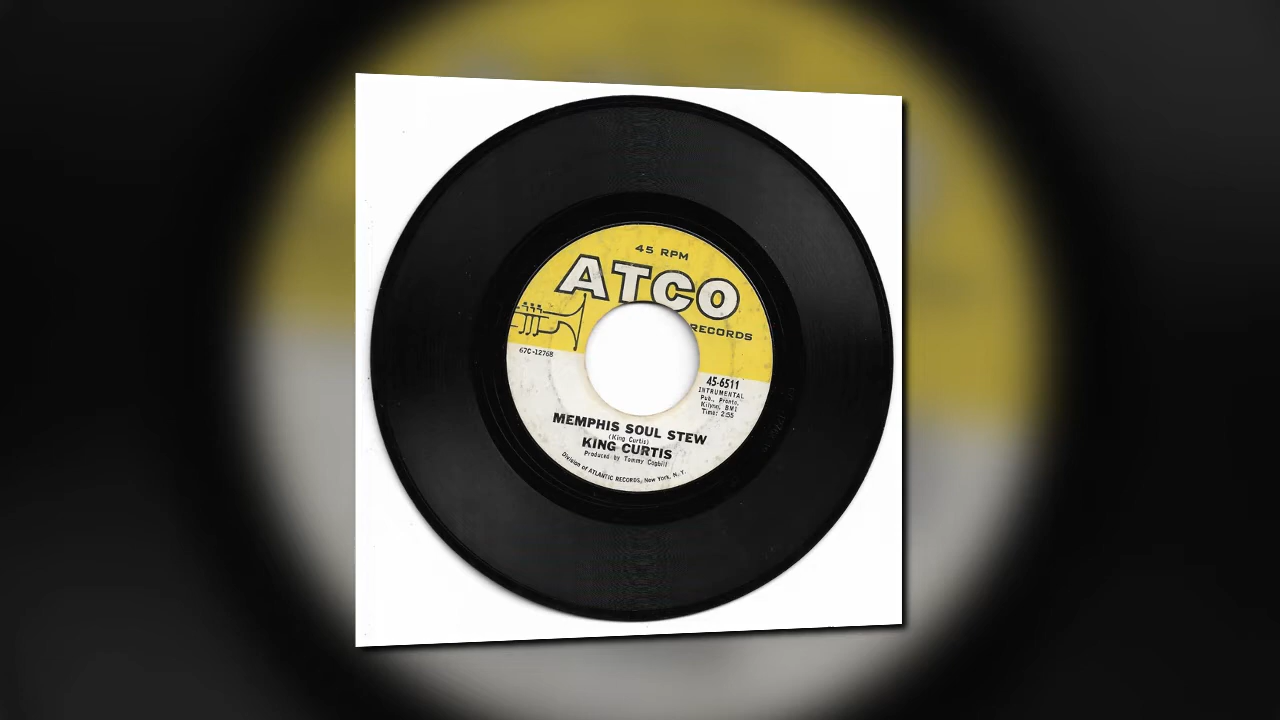 45 RPM
ATCO
RECORDS
67C-12768
45-6511
INTRUMENTAL
Pub., Pronto,
Kilynn, BMI
Time: 2:55
MEMPHIS SOUL STEW
(King Curtis)
KING CURTIS
Produced by Tommy Cogbill
Division of ATLANTIC RECORDS, New York, N.Y.